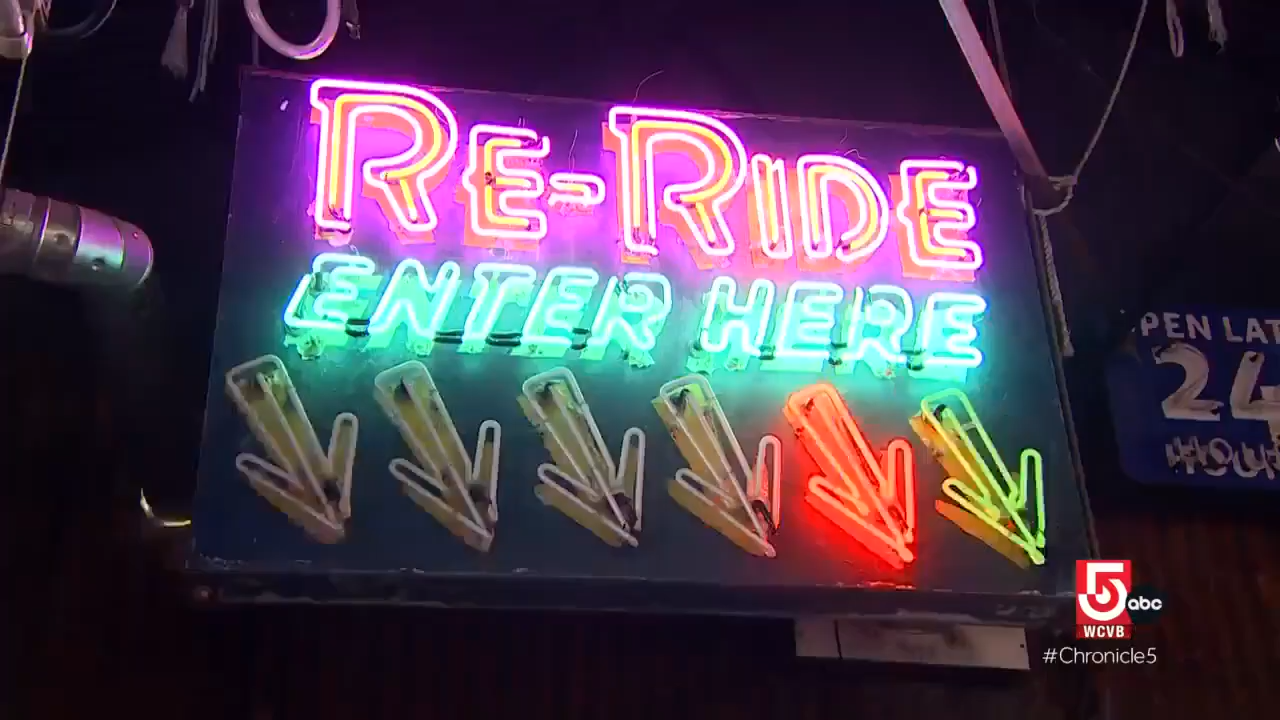 RE-RIDE
ENTER HERE
PEN LAT
24
HOU
5 abc
WCVB
#Chronicle5